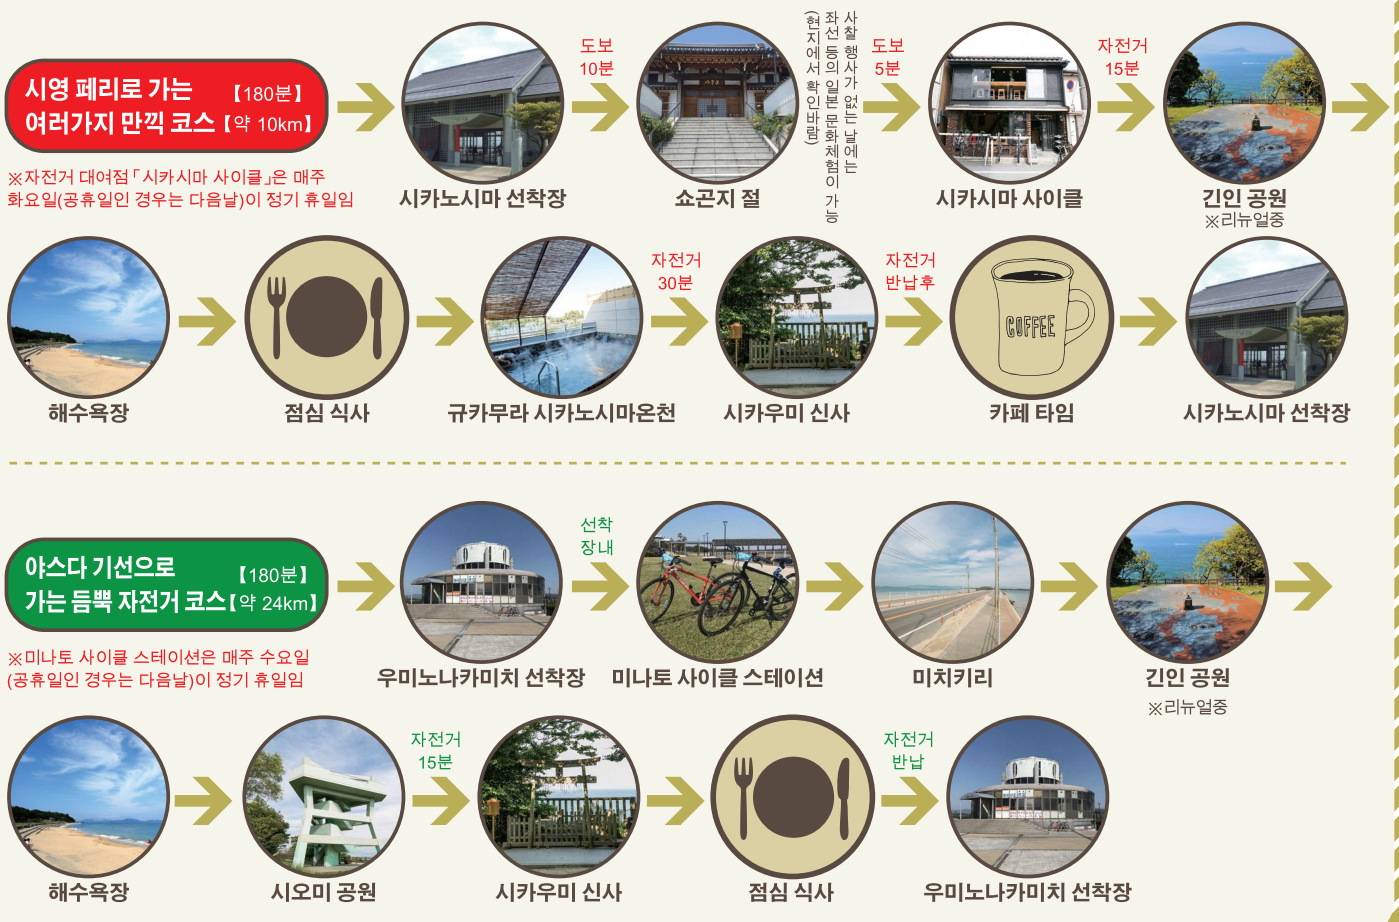 시영 페리로 가는 【180분】
여러가지 만끽 코스【약 10km】
※자전거 대여점「시카시마 사이클」은 매주
화요일(공휴일인 경우는 다음날)이 정기 휴일임
시카노시마 선착장
도보
10분
쇼곤지 절
사찰 행사가 없는 날에는
좌선 등의 일본 문화체험이 가능
(현지에서 확인바람)
도보
5분
시카시마 사이클
자전거
15분
긴인 공원
※리뉴얼중
해수욕장
점심 식사
규카무라 시카노시마온천
자전거
30분
시카우미 신사
자전거
반납후
COFFEE
카페 타임
시카노시마 선착장
야스다 기선으로 【180분】
가는 듬뿍 자전거 코스【약 24km】
※미나토 사이클 스테이션은 매주 수요일
(공휴일인 경우는 다음날)이 정기 휴일임
우미노나카미치 선착장
선착
장내
미나토 사이클 스테이션
미치키리
긴인 공원
※리뉴얼중
해수욕장
시오미 공원
자전거
15분
시카우미 신사
점심 식사
자전거
반납
우미노나카미치 선착장